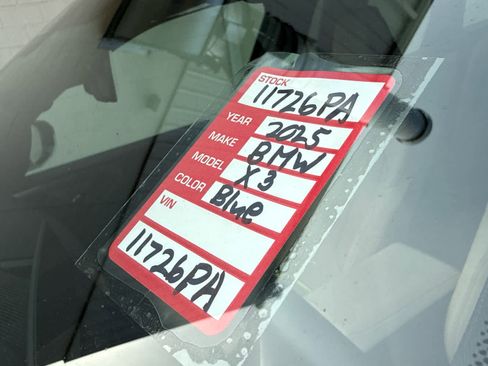 STOCK
11726PA
YEAR 2025
MAKE BMW
MODEL X3
COLOR Blue
VIN
11726PA